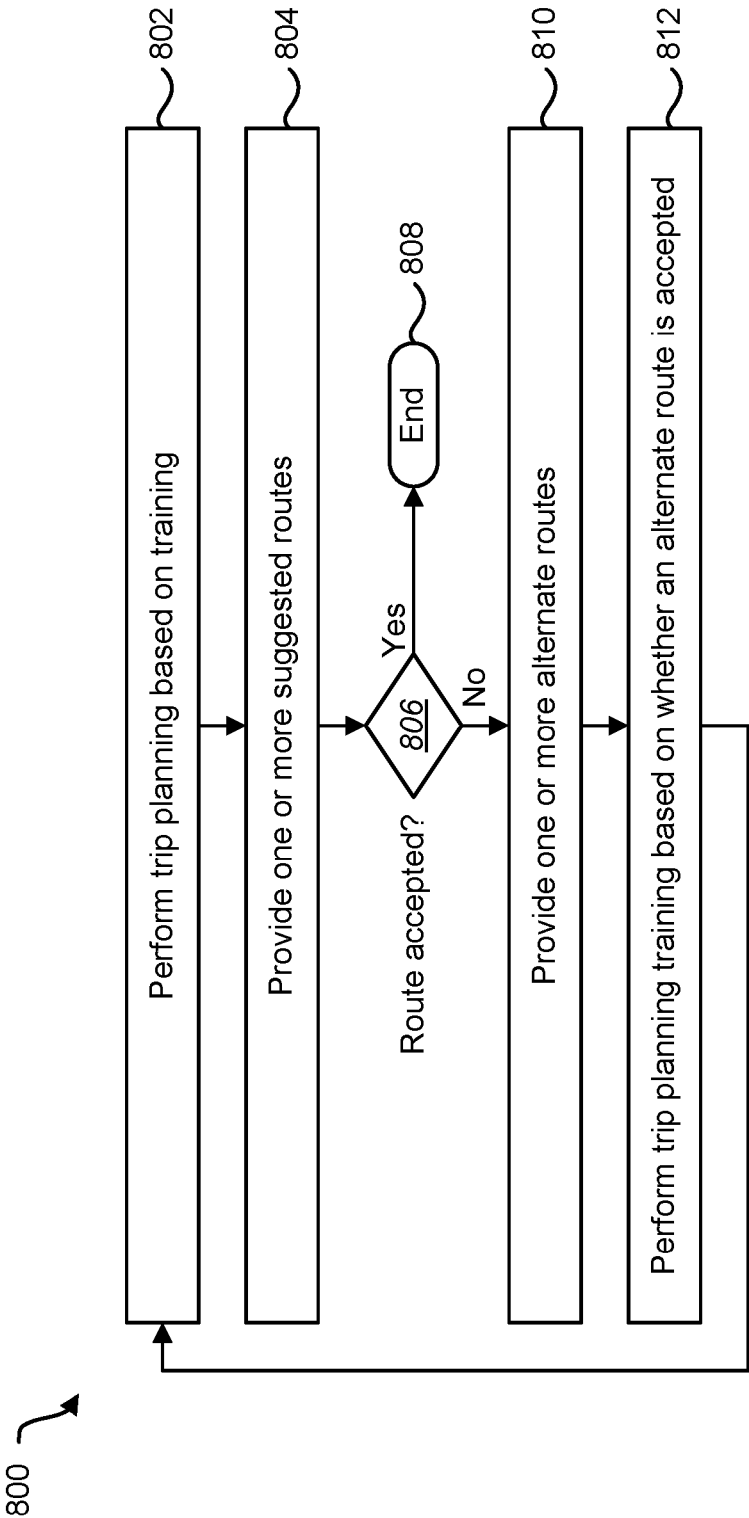 800
Perform trip planning based on training
802
Provide one or more suggested routes
804
Route accepted?
806
Yes
End
808
No
Provide one or more alternate routes
810
Perform trip planning training based on whether an alternate route is accepted
812